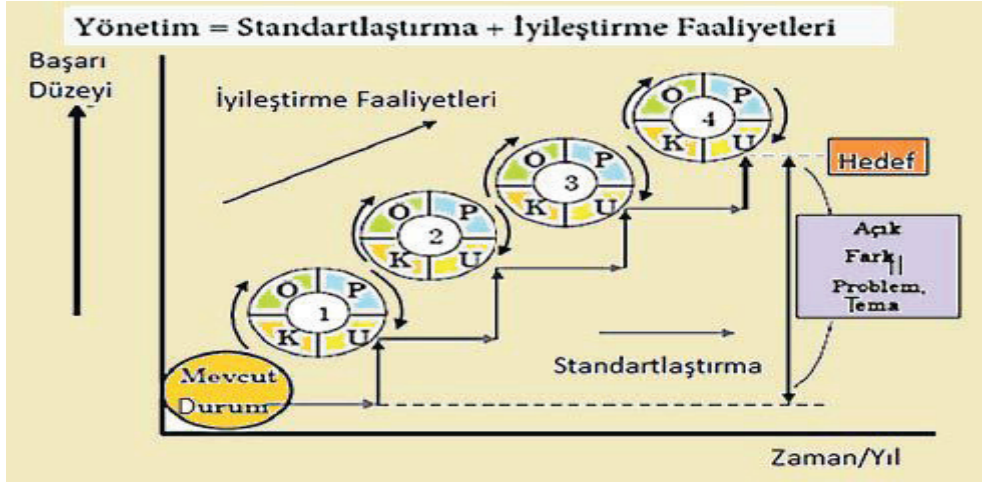 Yönetim = Standartlaştırma + İyileştirme Faaliyetleri
Başarı
Düzeyi
İyileştirme Faaliyetleri
Ö P
4
K U
Hedef
Ö P
3
K U
Açık
Fark
Problem,
Tema
Ö P
2
K U
Ö P
1
K U
Standartlaştırma
Mevcut
Durum
Zaman/Yıl